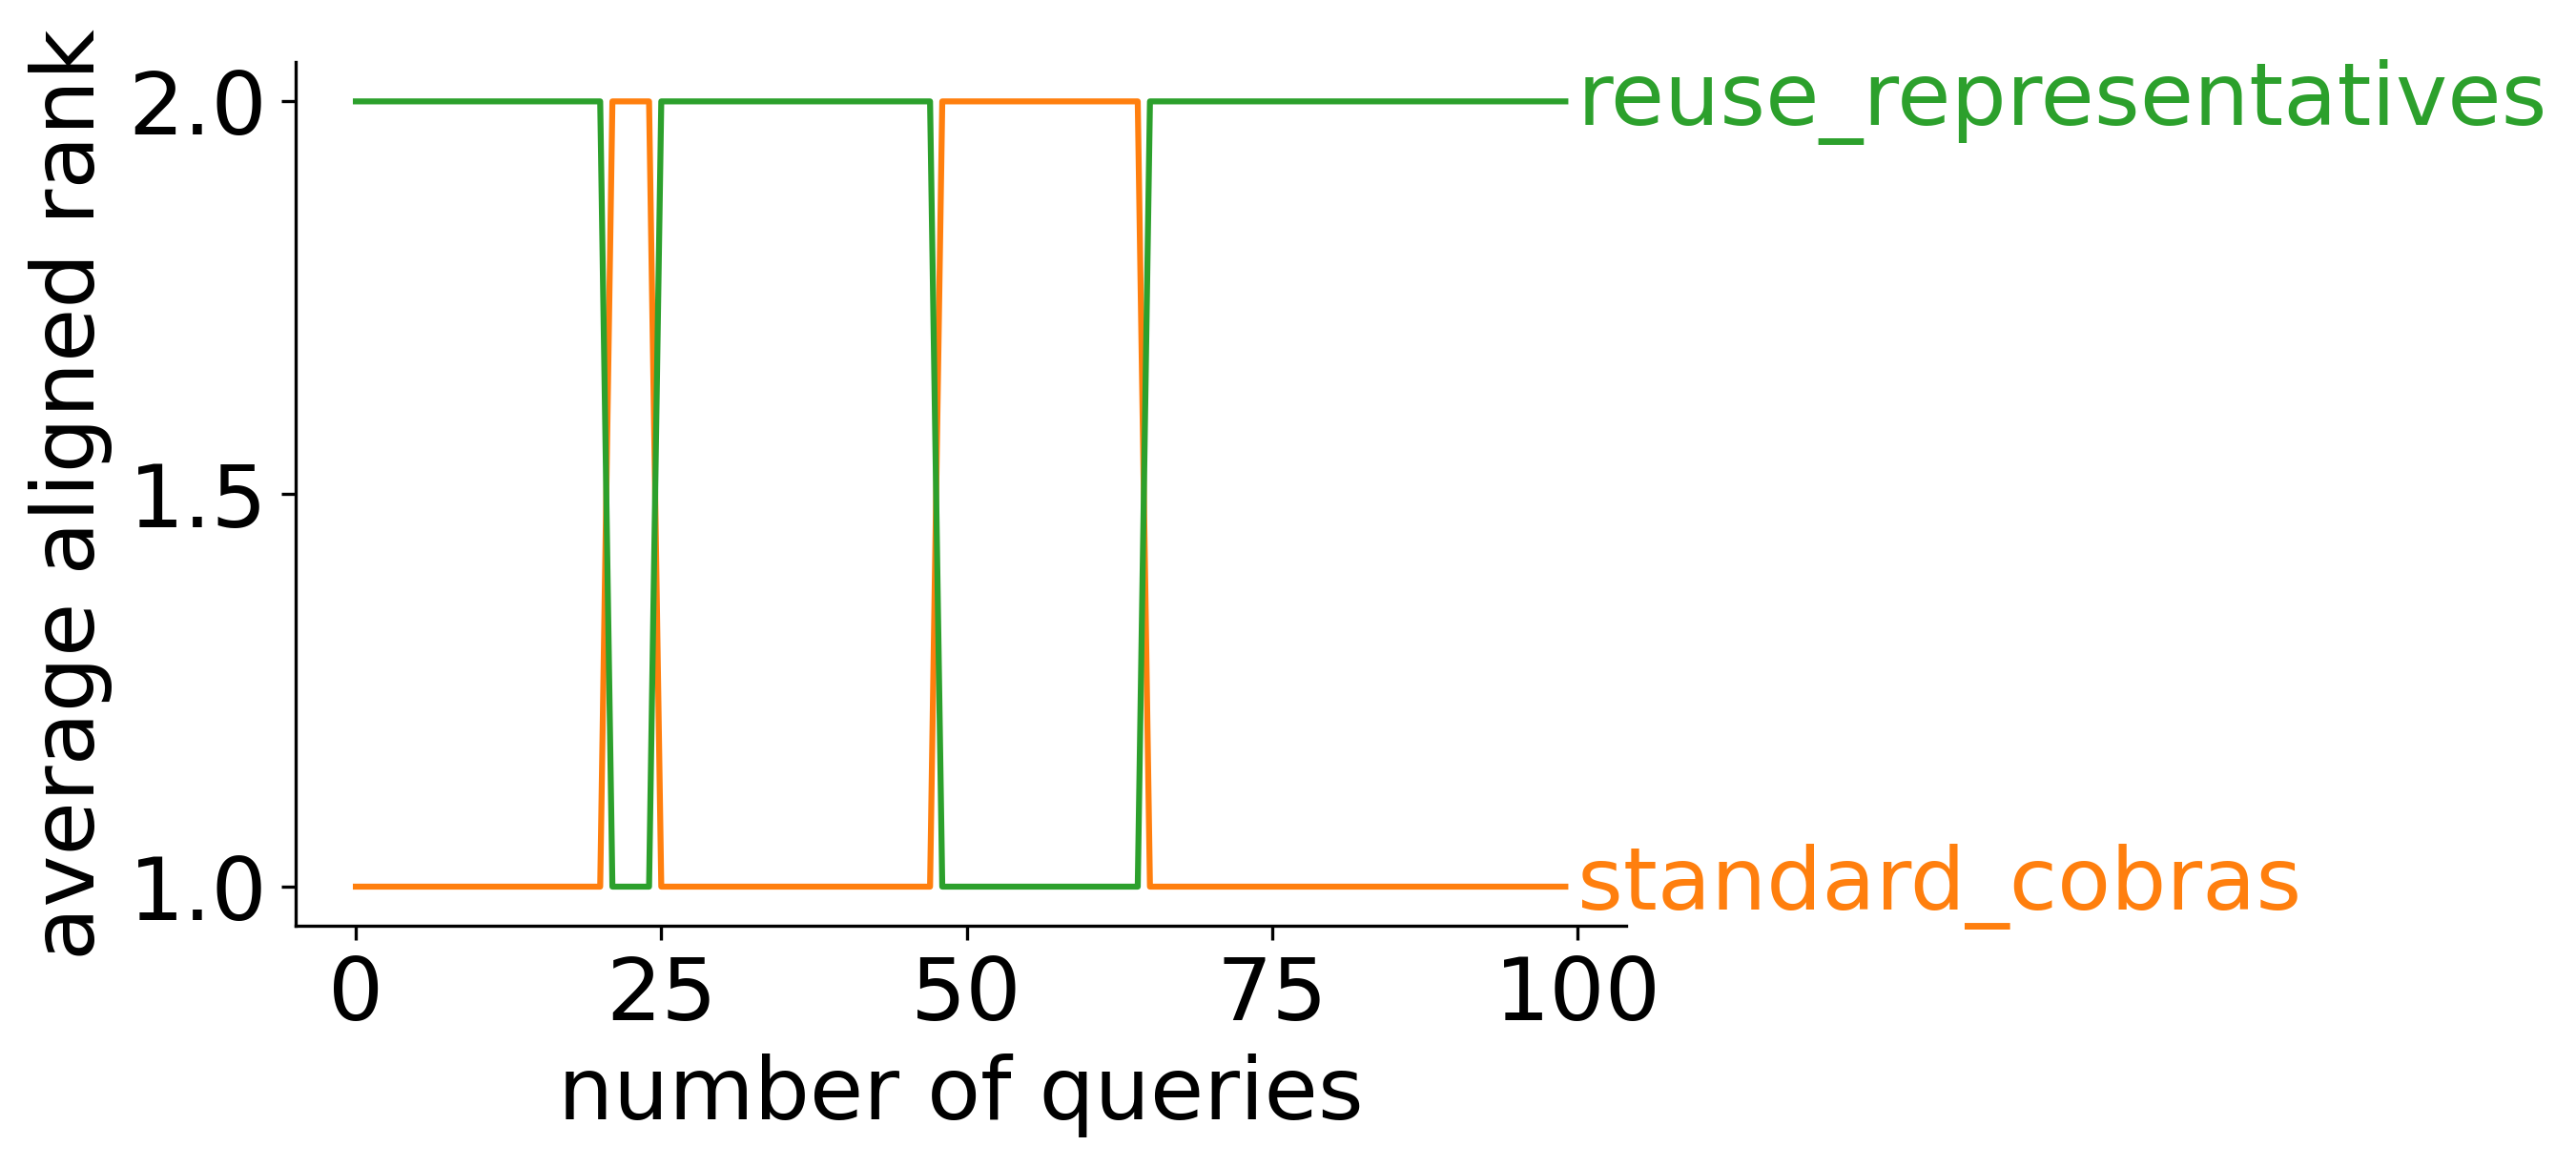 average aligned rank
2.0
1.5
1.0
reuse_representatives
standard_cobras
0 25 50 75 100
number of queries